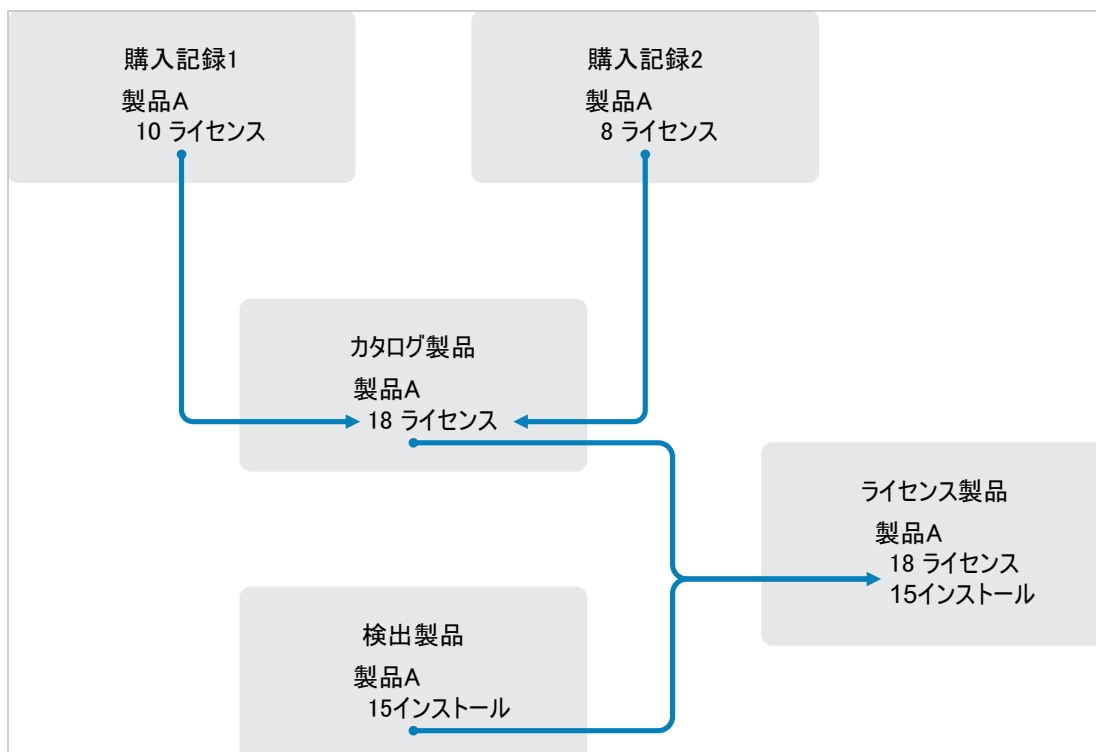 購入記録1
製品A
10 ライセンス
購入記録2
製品A
8 ライセンス
カタログ製品
製品A
18 ライセンス
ライセンス製品
製品A
18 ライセンス
15インストール
検出製品
製品A
15インストール